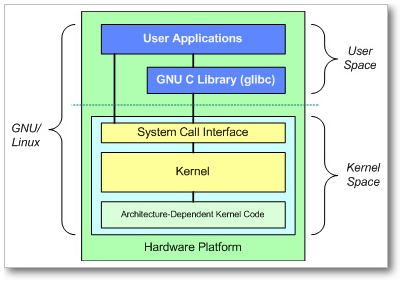 User Applications
GNU C Library (glibc)
User
Space
GNU/
Linux
System Call Interface
Kernel
Architecture-Dependent Kernel Code
Kernel
Space
Hardware Platform